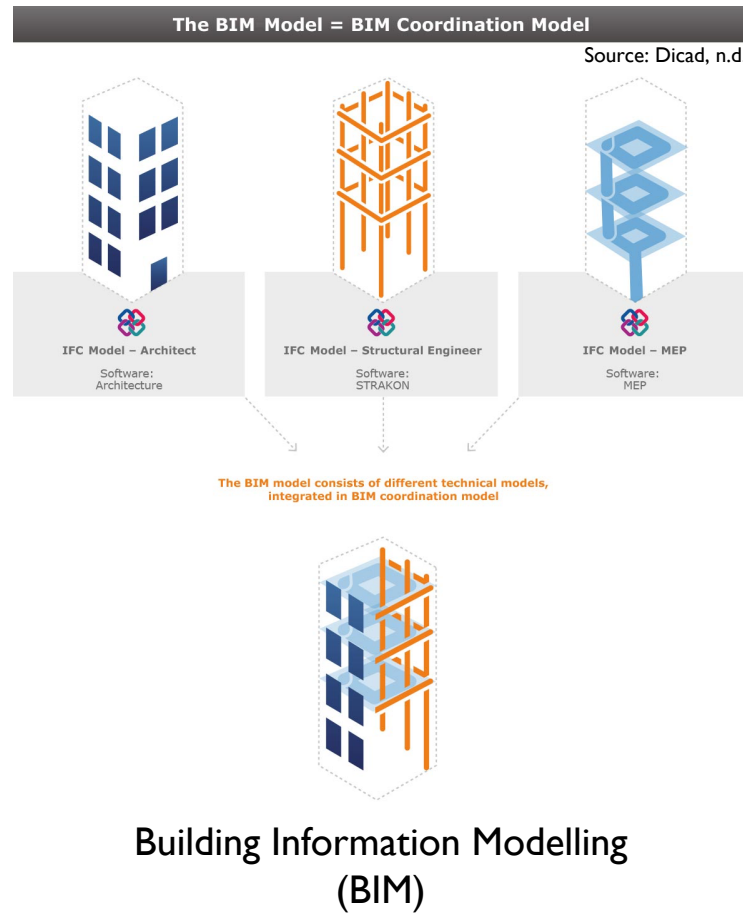 The BIM Model = BIM Coordination Model
Source: Dicad, n.d
IFC Model – Architect
Software:
Architecture
IFC Model – Structural Engineer
Software:
STRAKON
IFC Model – MEP
Software:
MEP
The BIM model consists of different technical models,
integrated in BIM coordination model
Building Information Modelling
(BIM)